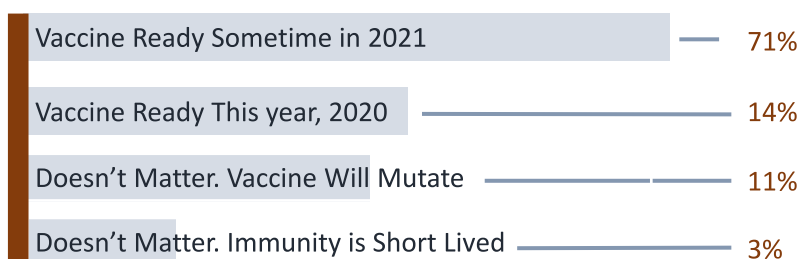 Vaccine Ready Sometime in 2021 71%
Vaccine Ready This year, 2020 14%
Doesn’t Matter. Vaccine Will Mutate 11%
Doesn’t Matter. Immunity is Short Lived 3%